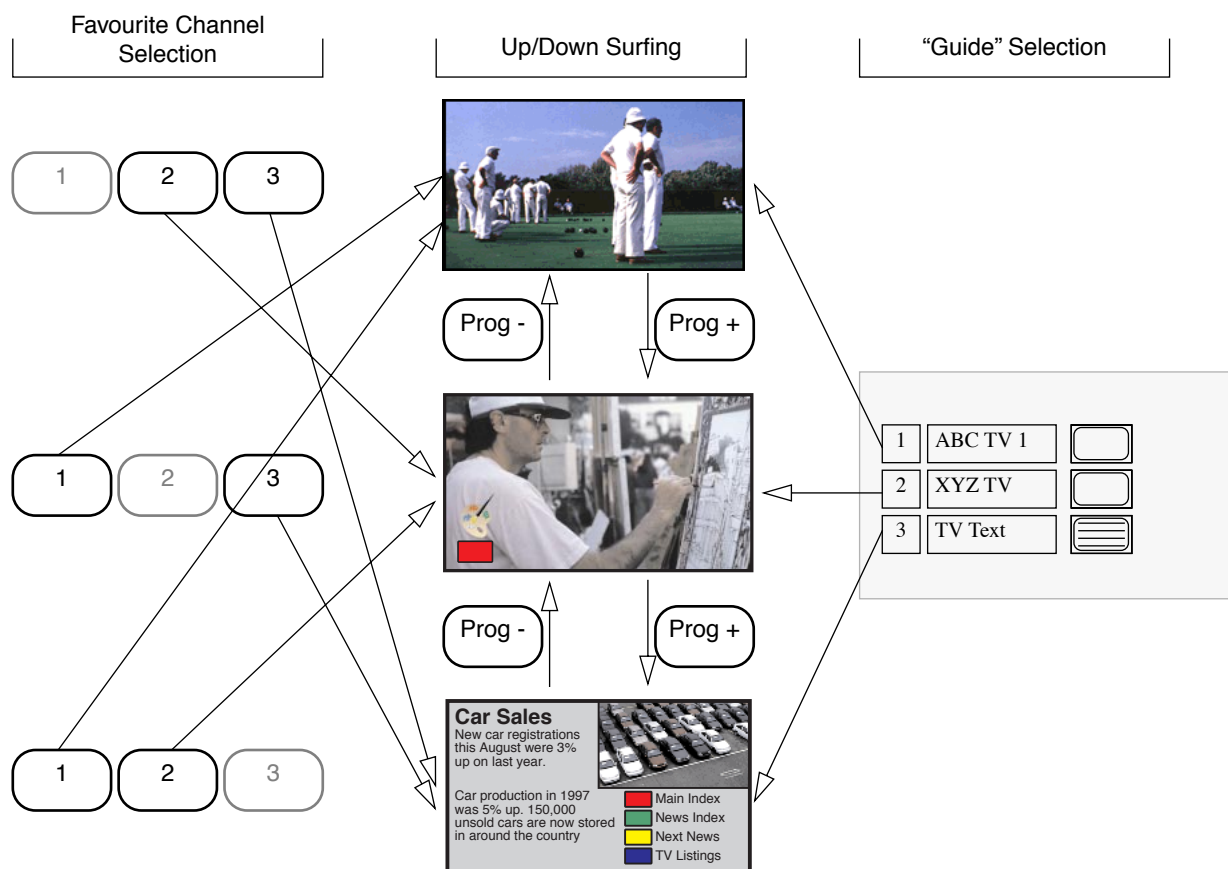 Favourite Channel
Selection
Up/Down Surfing
“Guide” Selection
1
2
3
Prog -
Prog +
1
2
3
1
ABC TV 1
2
XYZ TV
3
TV Text
Prog -
Prog +
1
2
3
Car Sales
New car registrations
this August were 3%
up on last year.
Car production in 1997
was 5% up. 150,000
unsold cars are now stored
in around the country
Main Index
News Index
Next News
TV Listings